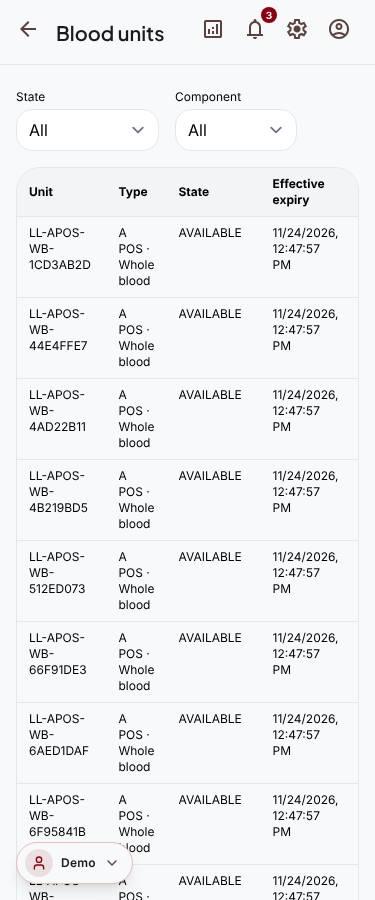 Blood units
3
State
Component
All
All
Unit
Type
State
Effective
expiry
LL-APOS-
WB-
1CD3AB2D
A
POS ·
Whole
blood
AVAILABLE
11/24/2026,
12:47:57
PM
LL-APOS-
WB-
44E4FFE7
A
POS ·
Whole
blood
AVAILABLE
11/24/2026,
12:47:57
PM
LL-APOS-
WB-
4AD22B11
A
POS ·
Whole
blood
AVAILABLE
11/24/2026,
12:47:57
PM
LL-APOS-
WB-
4B219BD5
A
POS ·
Whole
blood
AVAILABLE
11/24/2026,
12:47:57
PM
LL-APOS-
WB-
512ED073
A
POS ·
Whole
blood
AVAILABLE
11/24/2026,
12:47:57
PM
LL-APOS-
WB-
66F91DE3
A
POS ·
Whole
blood
AVAILABLE
11/24/2026,
12:47:57
PM
LL-APOS-
WB-
6AED1DAF
A
POS ·
Whole
blood
AVAILABLE
11/24/2026,
12:47:57
PM
LL-APOS-
WB-
6F95841B
A
POS ·
Whole
blood
AVAILABLE
11/24/2026,
12:47:57
PM
Demo
LL-APOS-
WB-
A
POS ·
AVAILABLE
11/24/2026,
12:47:57